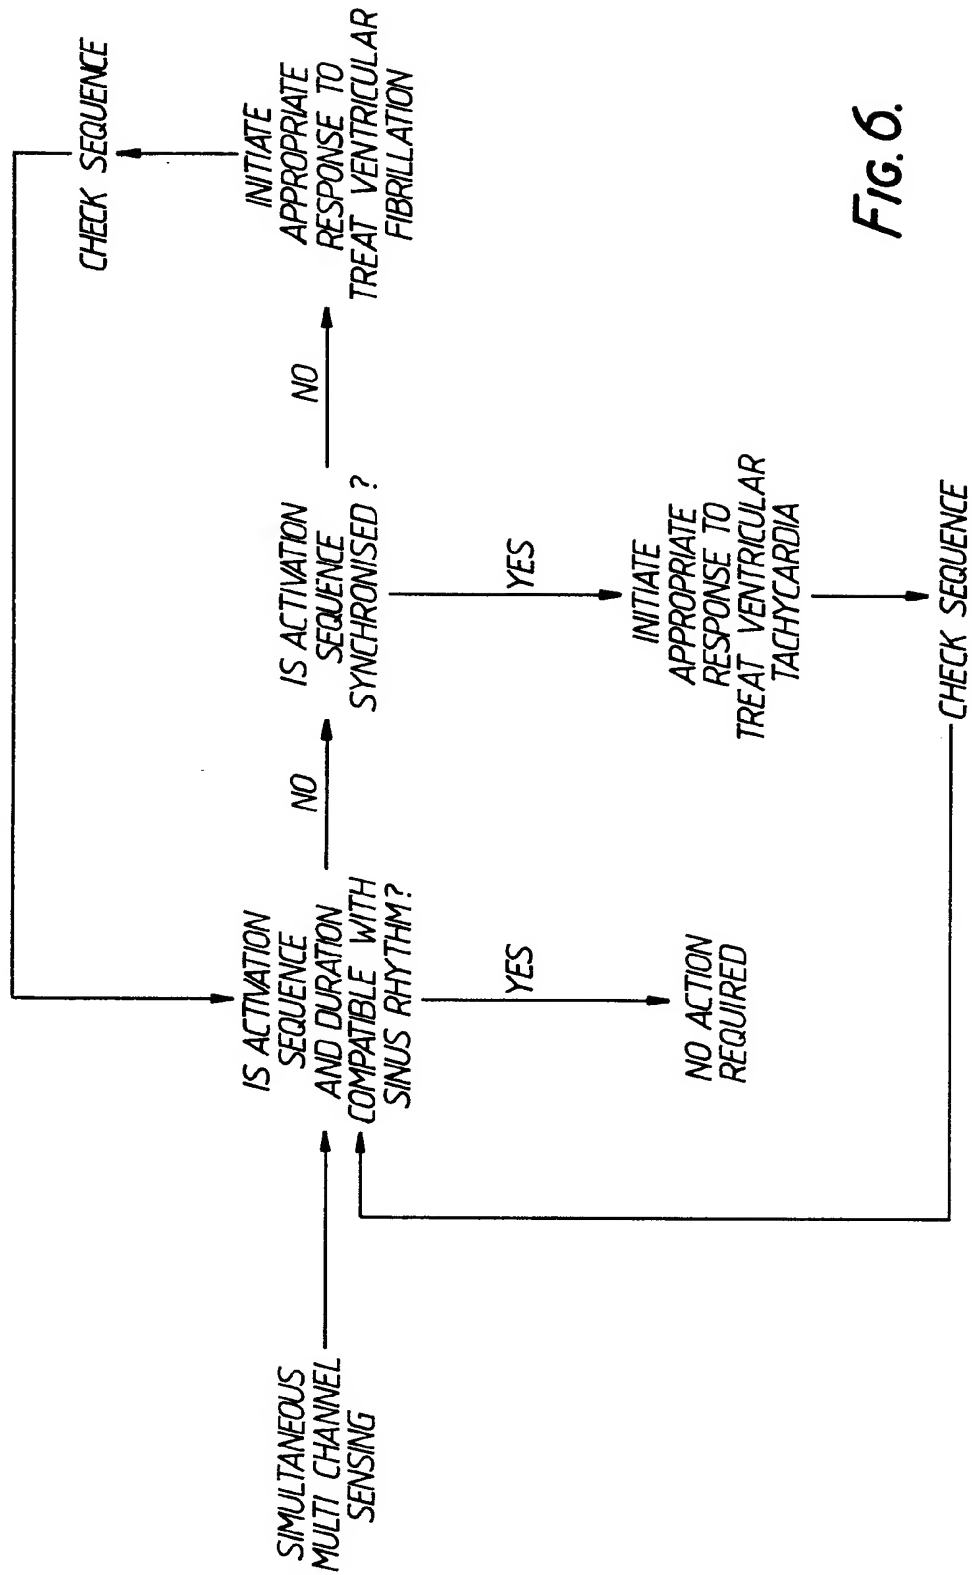 SIMULTANEOUS
MULTI CHANNEL
SENSING
IS ACTIVATION
SEQUENCE
AND DURATION
COMPATIBLE WITH
SINUS RHYTHM?
YES
NO ACTION
REQUIRED
NO
IS ACTIVATION
SEQUENCE
SYNCHRONISED ?
YES
INITIATE
APPROPRIATE
RESPONSE TO
TREAT VENTRICULAR
TACHYCARDIA
CHECK SEQUENCE
NO
INITIATE
APPROPRIATE
RESPONSE TO
TREAT VENTRICULAR
FIBRILLATION
CHECK SEQUENCE
FIG. 6.